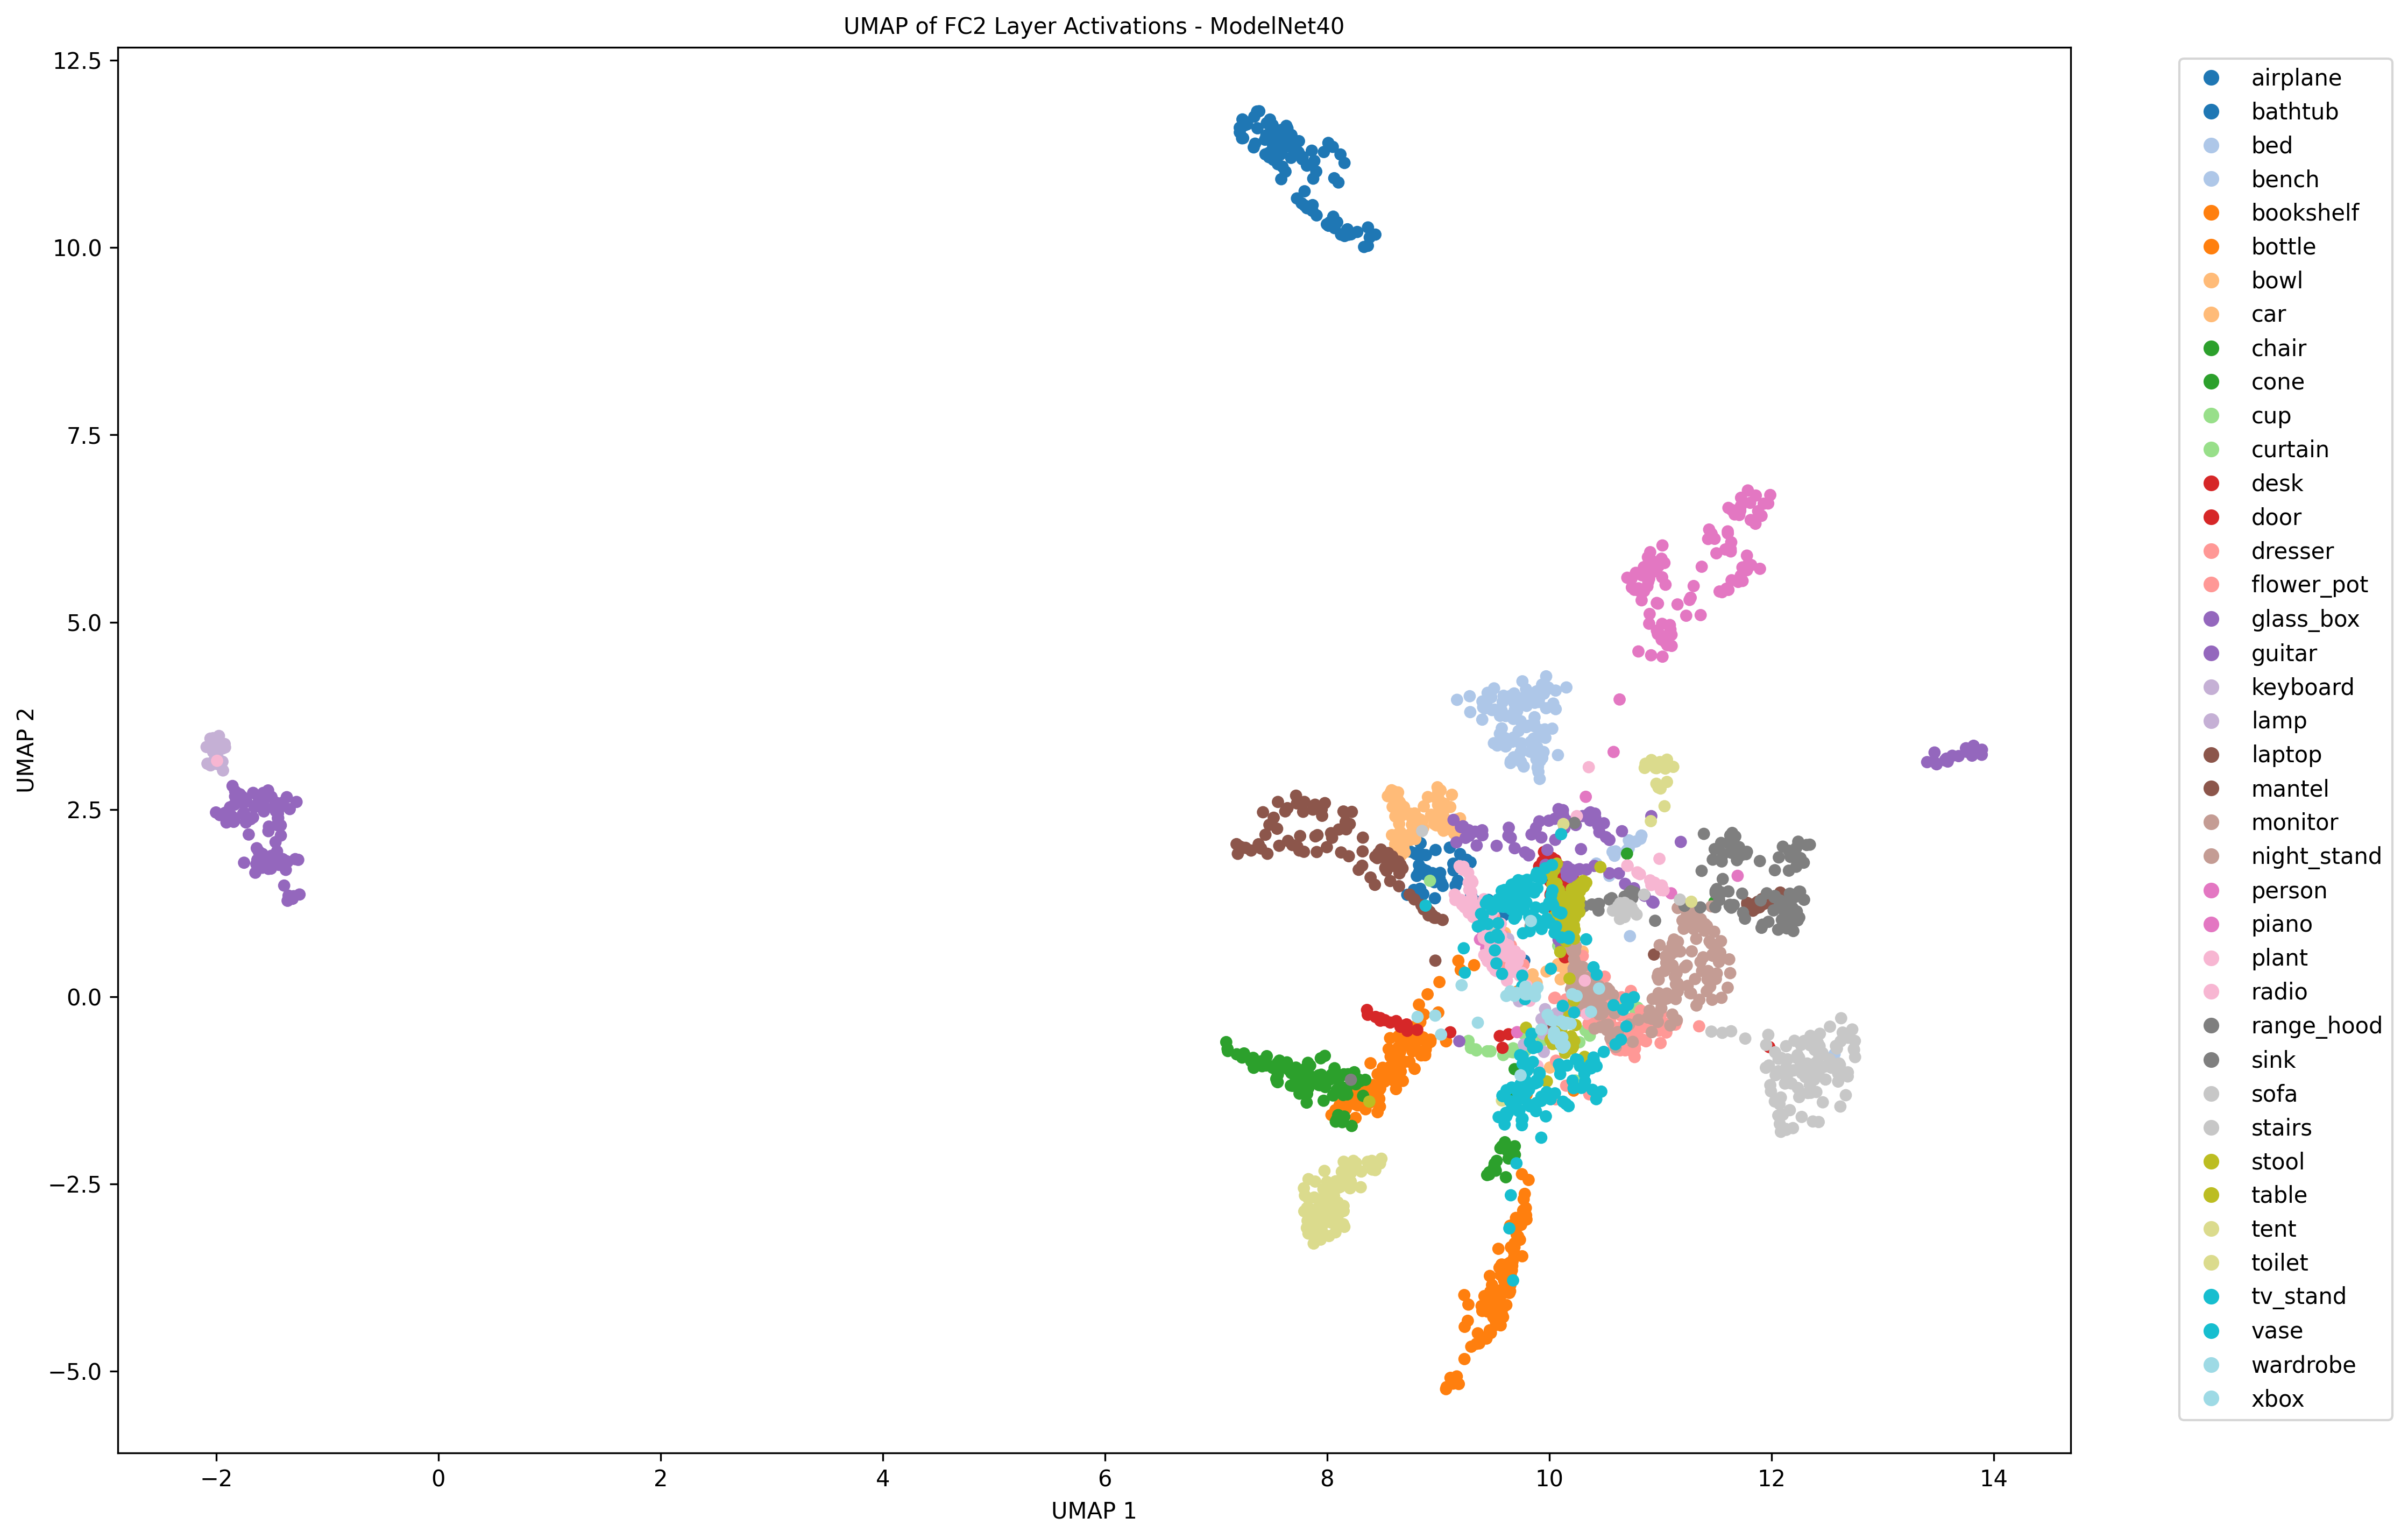 UMAP of FC2 Layer Activations - ModelNet40
12.5
10.0
7.5
5.0
2.5
0.0
−2.5
−5.0
UMAP 2
−2
0
2
4
6
8
10
12
14
UMAP 1
airplane
bathtub
bed
bench
bookshelf
bottle
bowl
car
chair
cone
cup
curtain
desk
door
dresser
flower_pot
glass_box
guitar
keyboard
lamp
laptop
mantel
monitor
night_stand
person
piano
plant
radio
range_hood
sink
sofa
stairs
stool
table
tent
toilet
tv_stand
vase
wardrobe
xbox